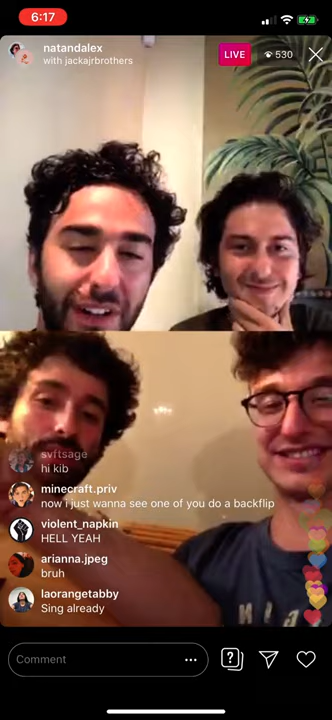 6:17
natandalex
with jackajrbrothers
LIVE
530
svftsage
hi kib
minecraft.priv
now i just wanna see one of you do a backflip
violent_napkin
HELL YEAH
arianna.jpeg
bruh
laorangetabby
Sing already
Comment